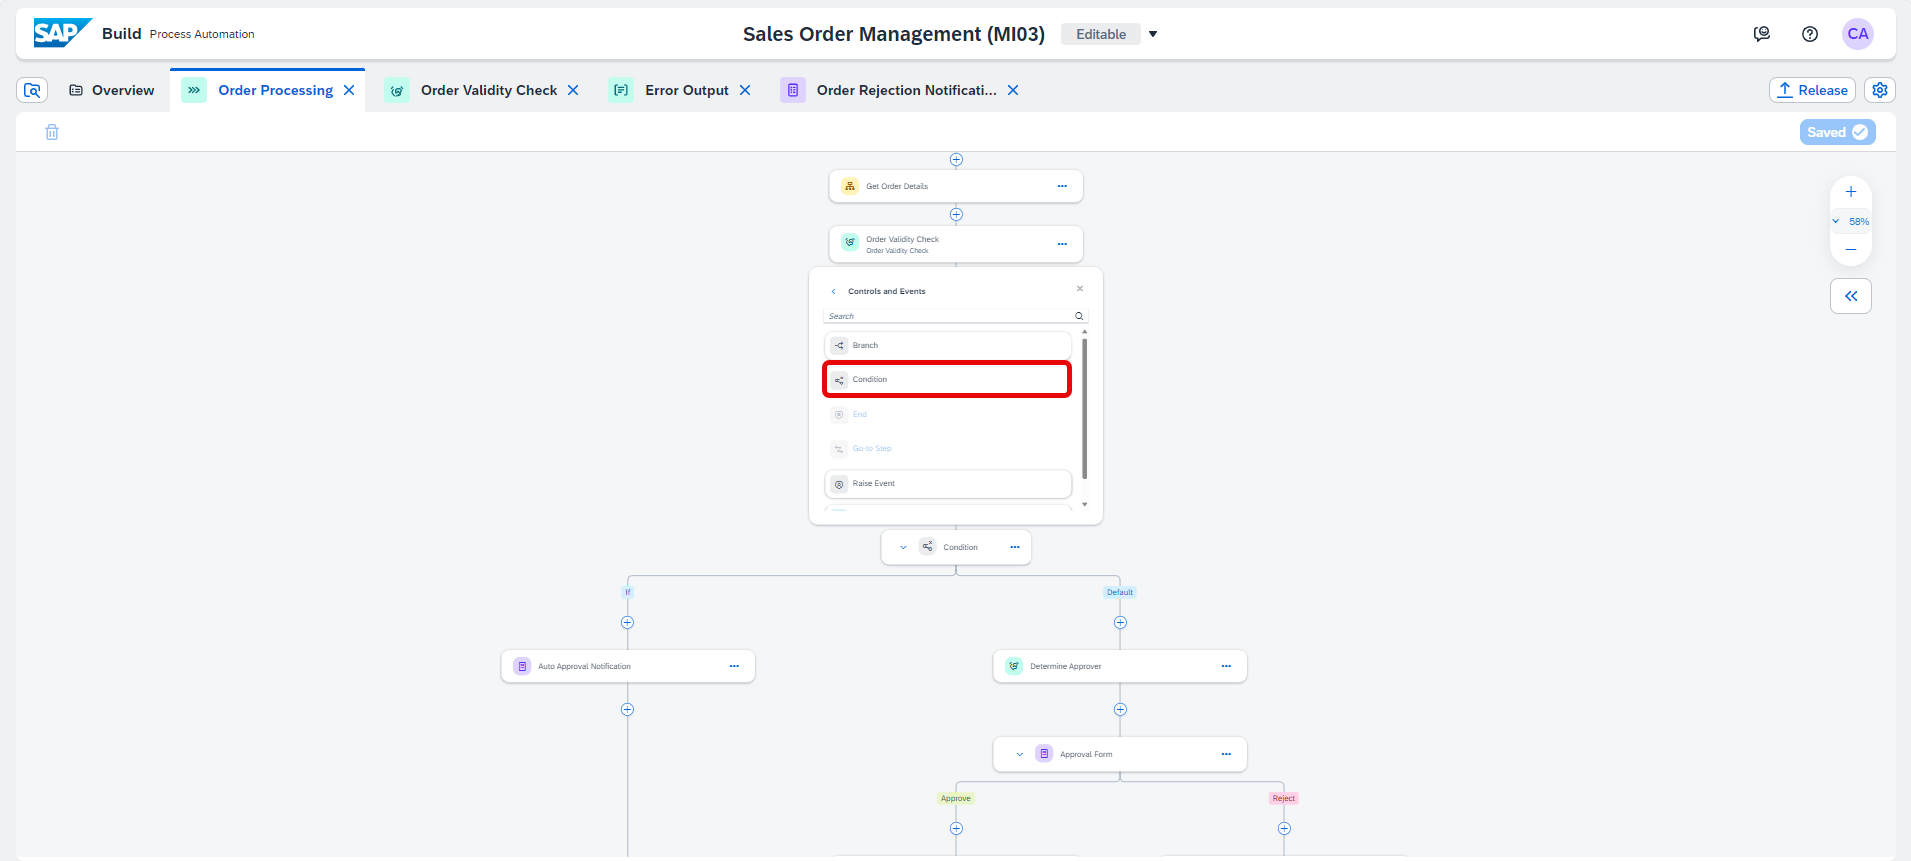 SAP Build Process Automation
Sales Order Management (MI03) Editable
CA
Overview
Order Processing
Order Validity Check
Error Output
Order Rejection Notificati...
Release
Saved
Get Order Details
Order Validity Check
Order Validity Check
58%
Controls and Events
Search
Branch
Condition
End
Go-to Step
Raise Event
Condition
If
Default
Auto Approval Notification
Determine Approver
Approval Form
Approve
Reject